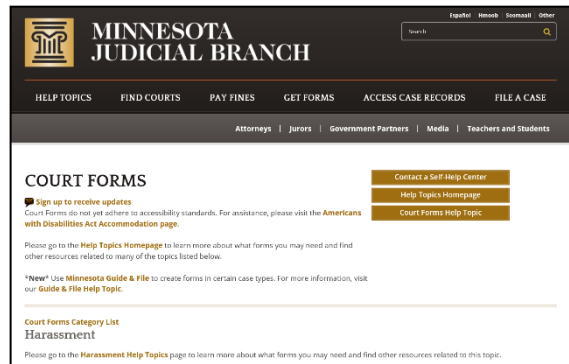 Español | Hmoob | Soomaali | Other
MINNESOTA
JUDICIAL BRANCH
Search
HELP TOPICS FIND COURTS PAY FINES GET FORMS ACCESS CASE RECORDS FILE A CASE
Attorneys | Jurors | Government Partners | Media | Teachers and Students
COURT FORMS
Sign up to receive updates
Court Forms do not yet adhere to accessibility standards. For assistance, please visit the Americans
with Disabilities Act Accommodation page.
Please go to the Help Topics Homepage to learn more about what forms you may need and find
other resources related to many of the topics listed below.
*New* Use Minnesota Guide & File to create forms in certain case types. For more information, visit
our Guide & File Help Topic.
Contact a Self-Help Center
Help Topics Homepage
Court Forms Help Topic
Court Forms Category List
Harassment
Please go to the Harassment Help Topics page to learn more about what forms you may need and find other resources related to this topic.